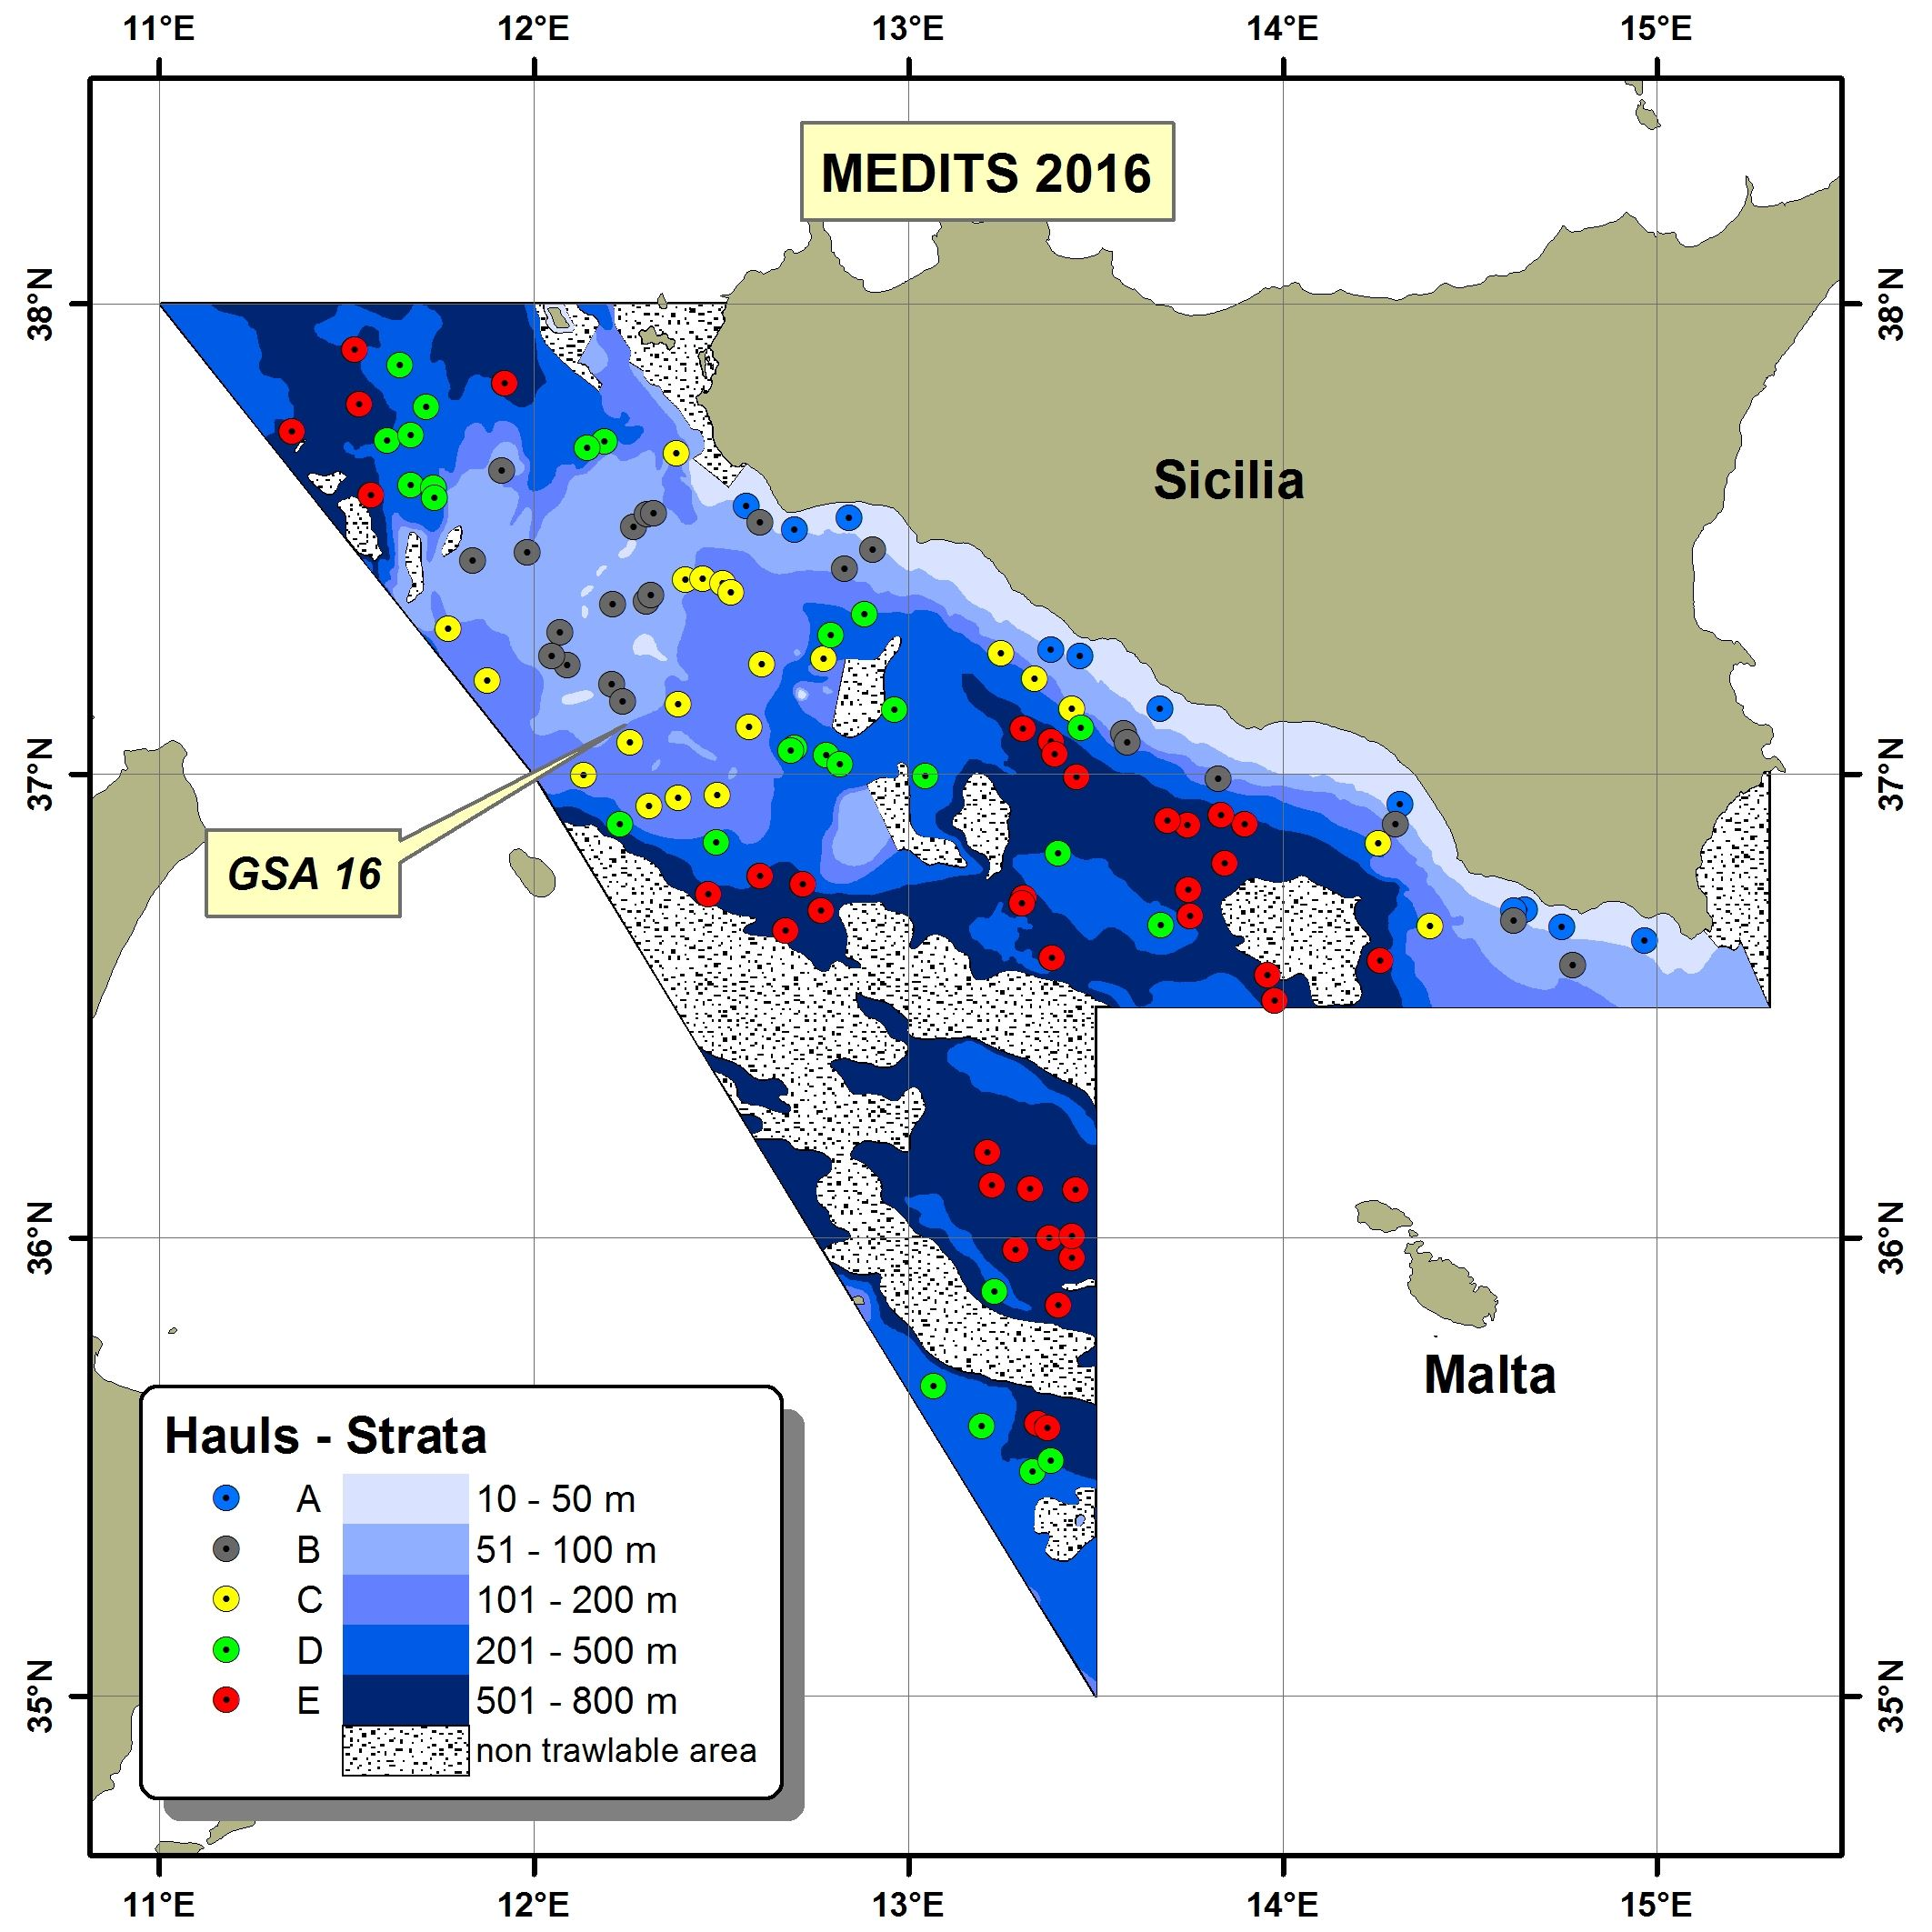 11°E 12°E 13°E 14°E 15°E
MEDITS 2016
38°N 38°N
Sicilia
37°N 37°N
GSA 16
36°N 36°N
Malta
Hauls - Strata
A 10 - 50 m
B 51 - 100 m
C 101 - 200 m
D 201 - 500 m
E 501 - 800 m
non trawlable area
35°N 35°N
11°E 12°E 13°E 14°E 15°E